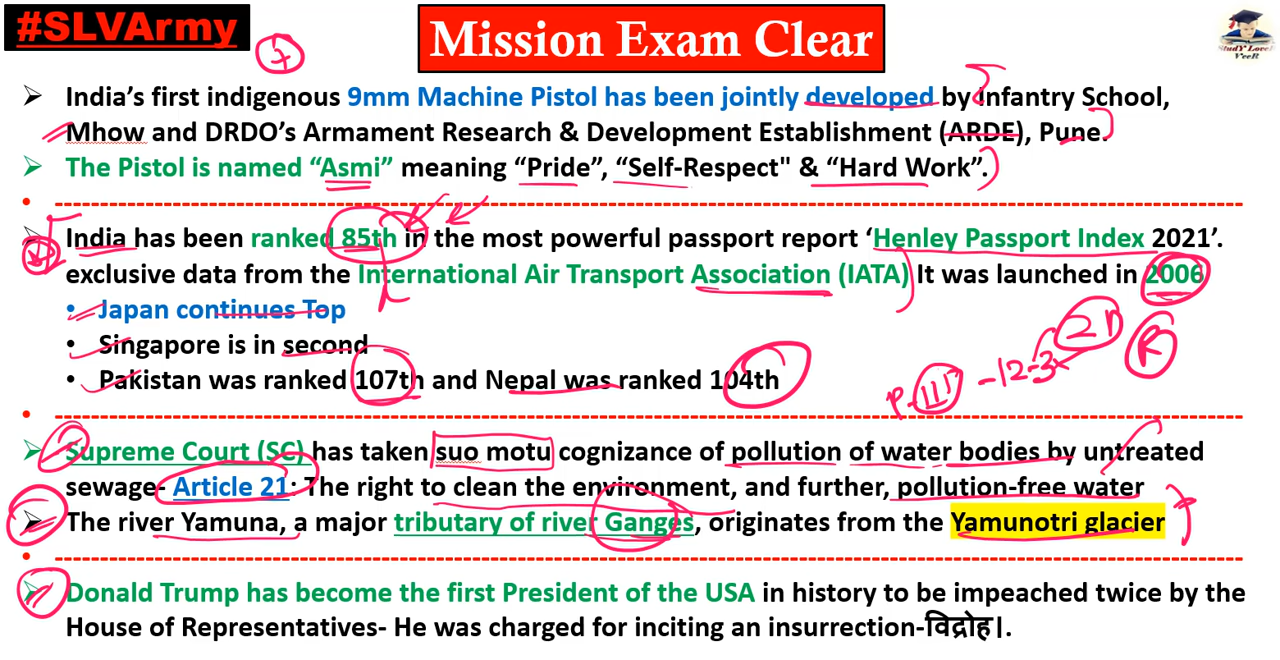 #SLVArmy
Mission Exam Clear
StudY LoveR
VeeR
India's first indigenous 9mm Machine Pistol has been jointly developed by Infantry School,
Mhow and DRDO's Armament Research & Development Establishment (ARDE), Pune.
The Pistol is named "Asmi" meaning "Pride", "Self-Respect" & "Hard Work".
India has been ranked 85th in the most powerful passport report 'Henley Passport Index 2021'.
exclusive data from the International Air Transport Association (IATA) It was launched in 2006
Japan continues Top
Singapore is in second
Pakistan was ranked 107th and Nepal was ranked 104th
Supreme Court (SC) has taken suo motu cognizance of pollution of water bodies by untreated
sewage- Article 21: The right to clean the environment, and further, pollution-free water
The river Yamuna, a major tributary of river Ganges, originates from the Yamunotri glacier
Donald Trump has become the first President of the USA in history to be impeached twice by the
House of Representatives- He was charged for inciting an insurrection-विद्रोह।.